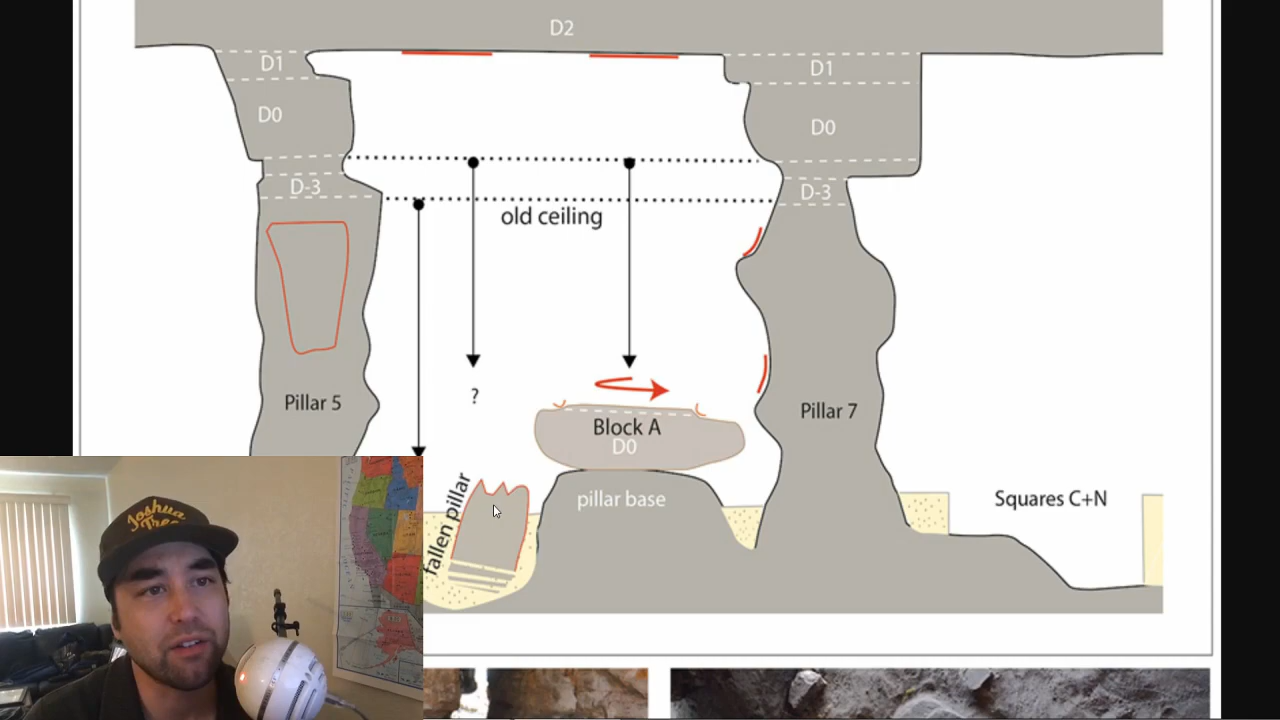 D2
D1
D1
D0
D0
D-3
D-3
old ceiling
?
Pillar 5
Pillar 7
Block A
D0
fallen pillar
pillar base
Squares C+N
Joshua
Tree